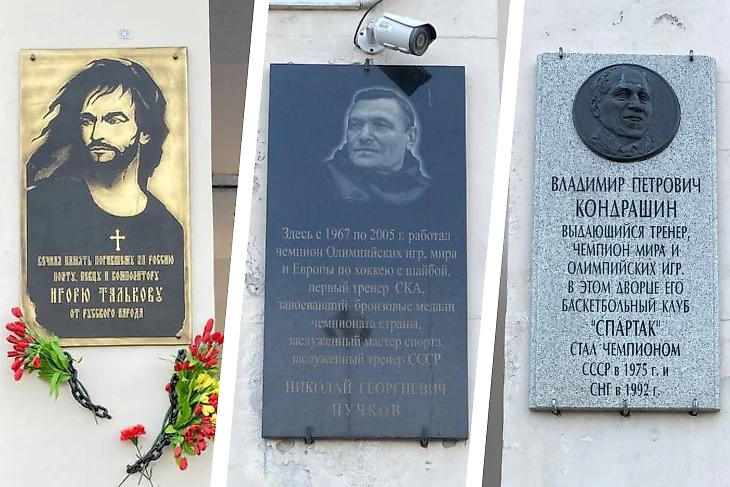 ВѢЧНАЯ ПАМЯТЬ ПОГИБШЕМУ ЗА РОССИЮ
ПОЭТУ, ПЕВЦУ И КОМПОЗИТОРУ
ИГОРЮ ТАЛЬКОВУ
ОТ РУССКОГО НАРОДА
Здесь с 1967 по 2005 г. работал
чемпион Олимпийских игр, мира
и Европы по хоккею с шайбой,
первый тренер СКА,
завоевавший бронзовые медали
чемпионата страны,
заслуженный мастер спорта,
заслуженный тренер СССР
НИКОЛАЙ ГЕОРГИЕВИЧ
ПУЧКОВ
ВЛАДИМИР ПЕТРОВИЧ
КОНДРАШИН
ВЫДАЮЩИЙСЯ ТРЕНЕР,
ЧЕМПИОН МИРА И
ОЛИМПИЙСКИХ ИГР.
В ЭТОМ ДВОРЦЕ ЕГО
БАСКЕТБОЛЬНЫЙ КЛУБ
"СПАРТАК"
СТАЛ ЧЕМПИОНОМ
СССР в 1975 г. и
СНГ в 1992 г.